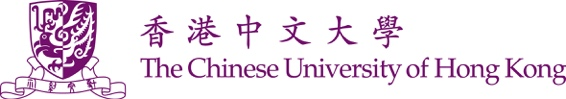 香港中文大學
The Chinese University of Hong Kong